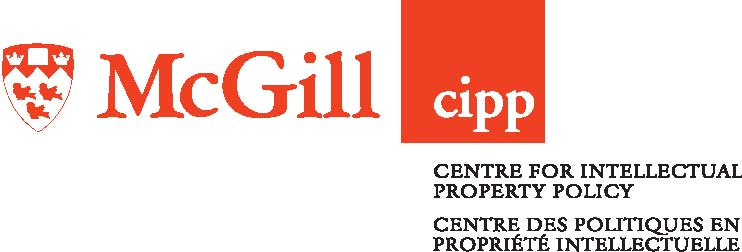 McGill
cipp
CENTRE FOR INTELLECTUAL
PROPERTY POLICY
CENTRE DES POLITIQUES EN
PROPRIÉTÉ INTELLECTUELLE